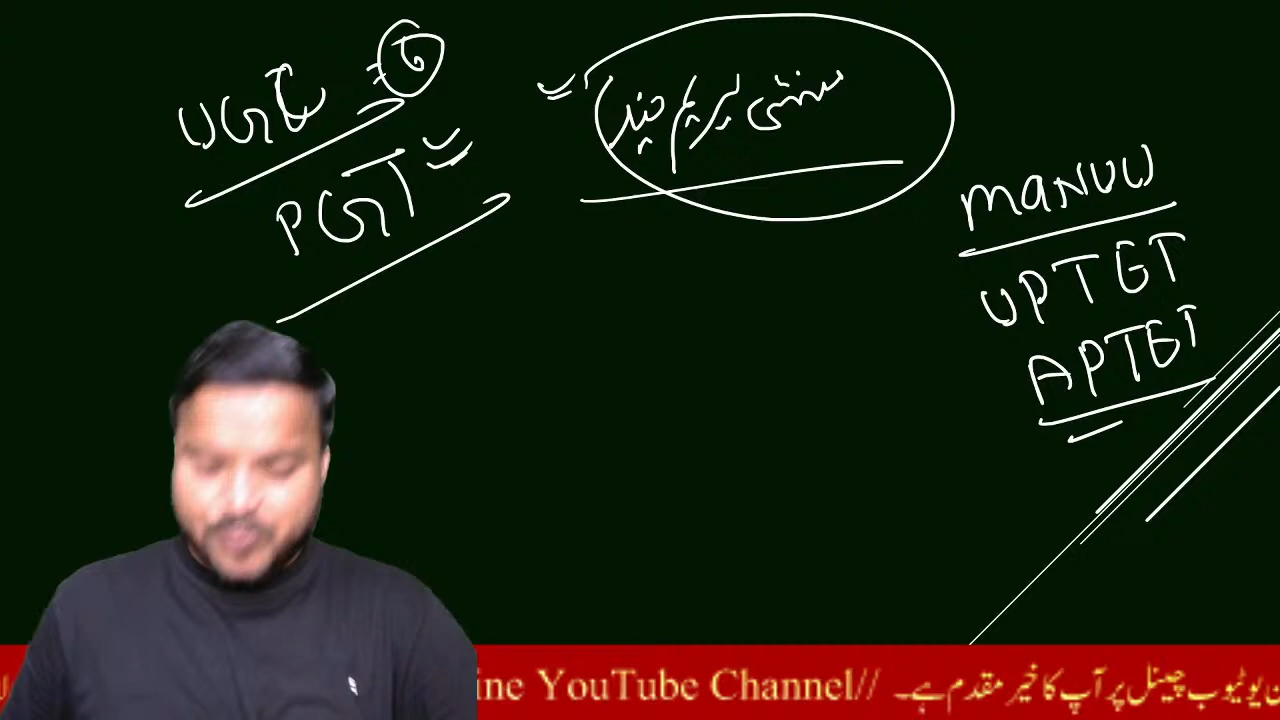 UGC = 6
PGT
منشی پریم چند
MANUU
UPTGT
APTGT
ine YouTube Channel// ن یوٹیوب چینل پر آپ کا خیر مقدم ہے۔